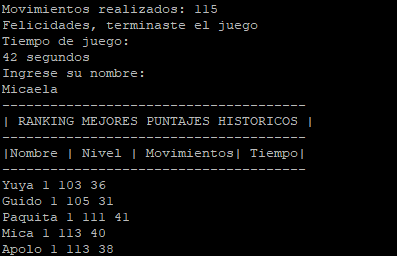 Movimientos realizados: 115
Felicidades, terminaste el juego
Tiempo de juego:
42 segundos
Ingrese su nombre:
Micaela
--------------------------------------
| RANKING MEJORES PUNTAJES HISTORICOS |
--------------------------------------
|Nombre | Nivel | Movimientos| Tiempo|
--------------------------------------
Yuya 1 103 36
Guido 1 105 31
Paquita 1 111 41
Mica 1 113 40
Apolo 1 113 38